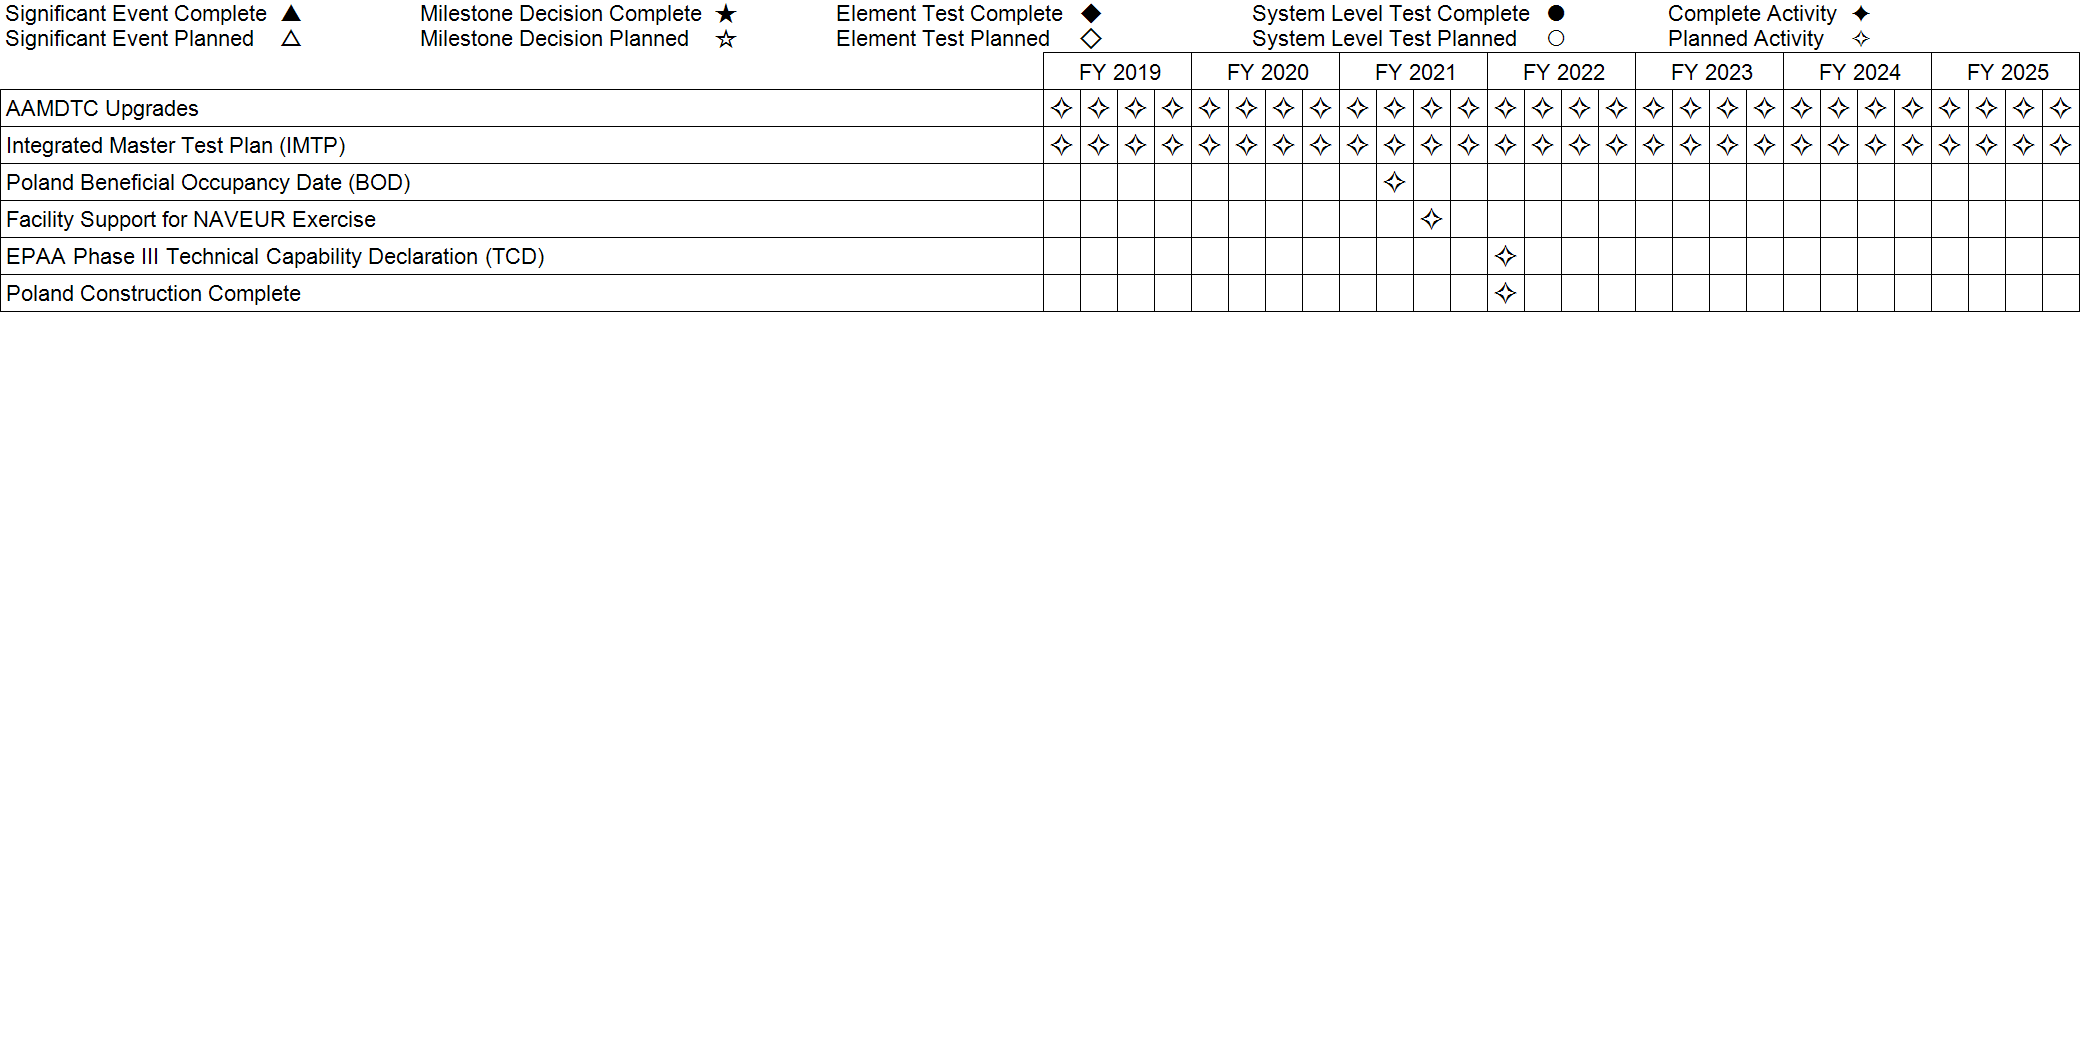 Significant Event Complete ▲ Milestone Decision Complete ★ Element Test Complete ◆ System Level Test Complete ● Complete Activity ✦
Significant Event Planned △ Milestone Decision Planned ☆ Element Test Planned ◇ System Level Test Planned ○ Planned Activity ✧
FY 2019 FY 2020 FY 2021 FY 2022 FY 2023 FY 2024 FY 2025
AAMDTC Upgrades ✧ ✧ ✧ ✧ ✧ ✧ ✧ ✧ ✧ ✧ ✧ ✧ ✧ ✧ ✧ ✧ ✧ ✧ ✧ ✧ ✧ ✧ ✧ ✧ ✧ ✧ ✧ ✧
Integrated Master Test Plan (IMTP) ✧ ✧ ✧ ✧ ✧ ✧ ✧ ✧ ✧ ✧ ✧ ✧ ✧ ✧ ✧ ✧ ✧ ✧ ✧ ✧ ✧ ✧ ✧ ✧ ✧ ✧ ✧ ✧
Poland Beneficial Occupancy Date (BOD) ✧
Facility Support for NAVEUR Exercise ✧
EPAA Phase III Technical Capability Declaration (TCD) ✧
Poland Construction Complete ✧